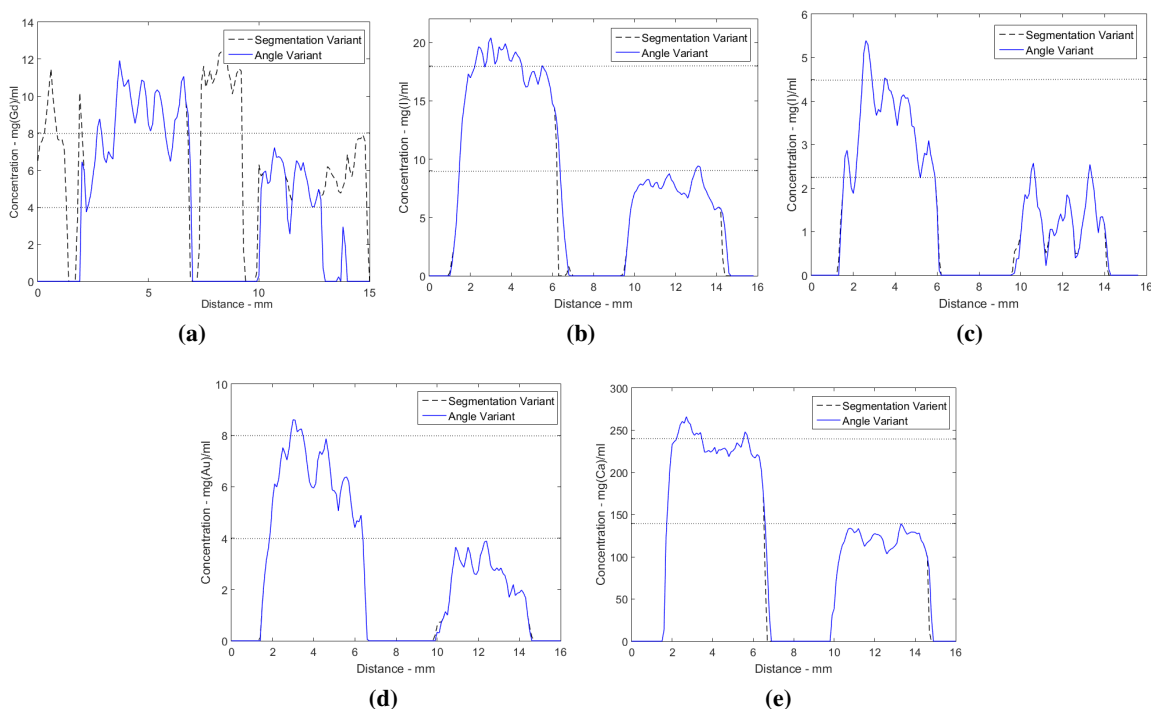 14
12
10
8
6
4
2
0
0
5
10
15
Concentration - mg(Gd)/ml
Distance - mm
Segmentation Variant
Angle Variant
(a)
20
15
10
5
0
0
2
4
6
8
10
12
14
16
Concentration - mg(I)/ml
Distance - mm
Segmentation Variant
Angle Variant
(b)
6
5
4
3
2
1
0
0
2
4
6
8
10
12
14
16
Concentration - mg(I)/ml
Distance - mm
Segmentation Variant
Angle Variant
(c)
10
8
6
4
2
0
0
2
4
6
8
10
12
14
16
Concentration - mg(Au)/ml
Distance - mm
Segmentation Variant
Angle Variant
(d)
300
250
200
150
100
50
0
0
2
4
6
8
10
12
14
16
Concentration - mg(Ca)/ml
Distance - mm
Segmentation Varient
Angle Variant
(e)